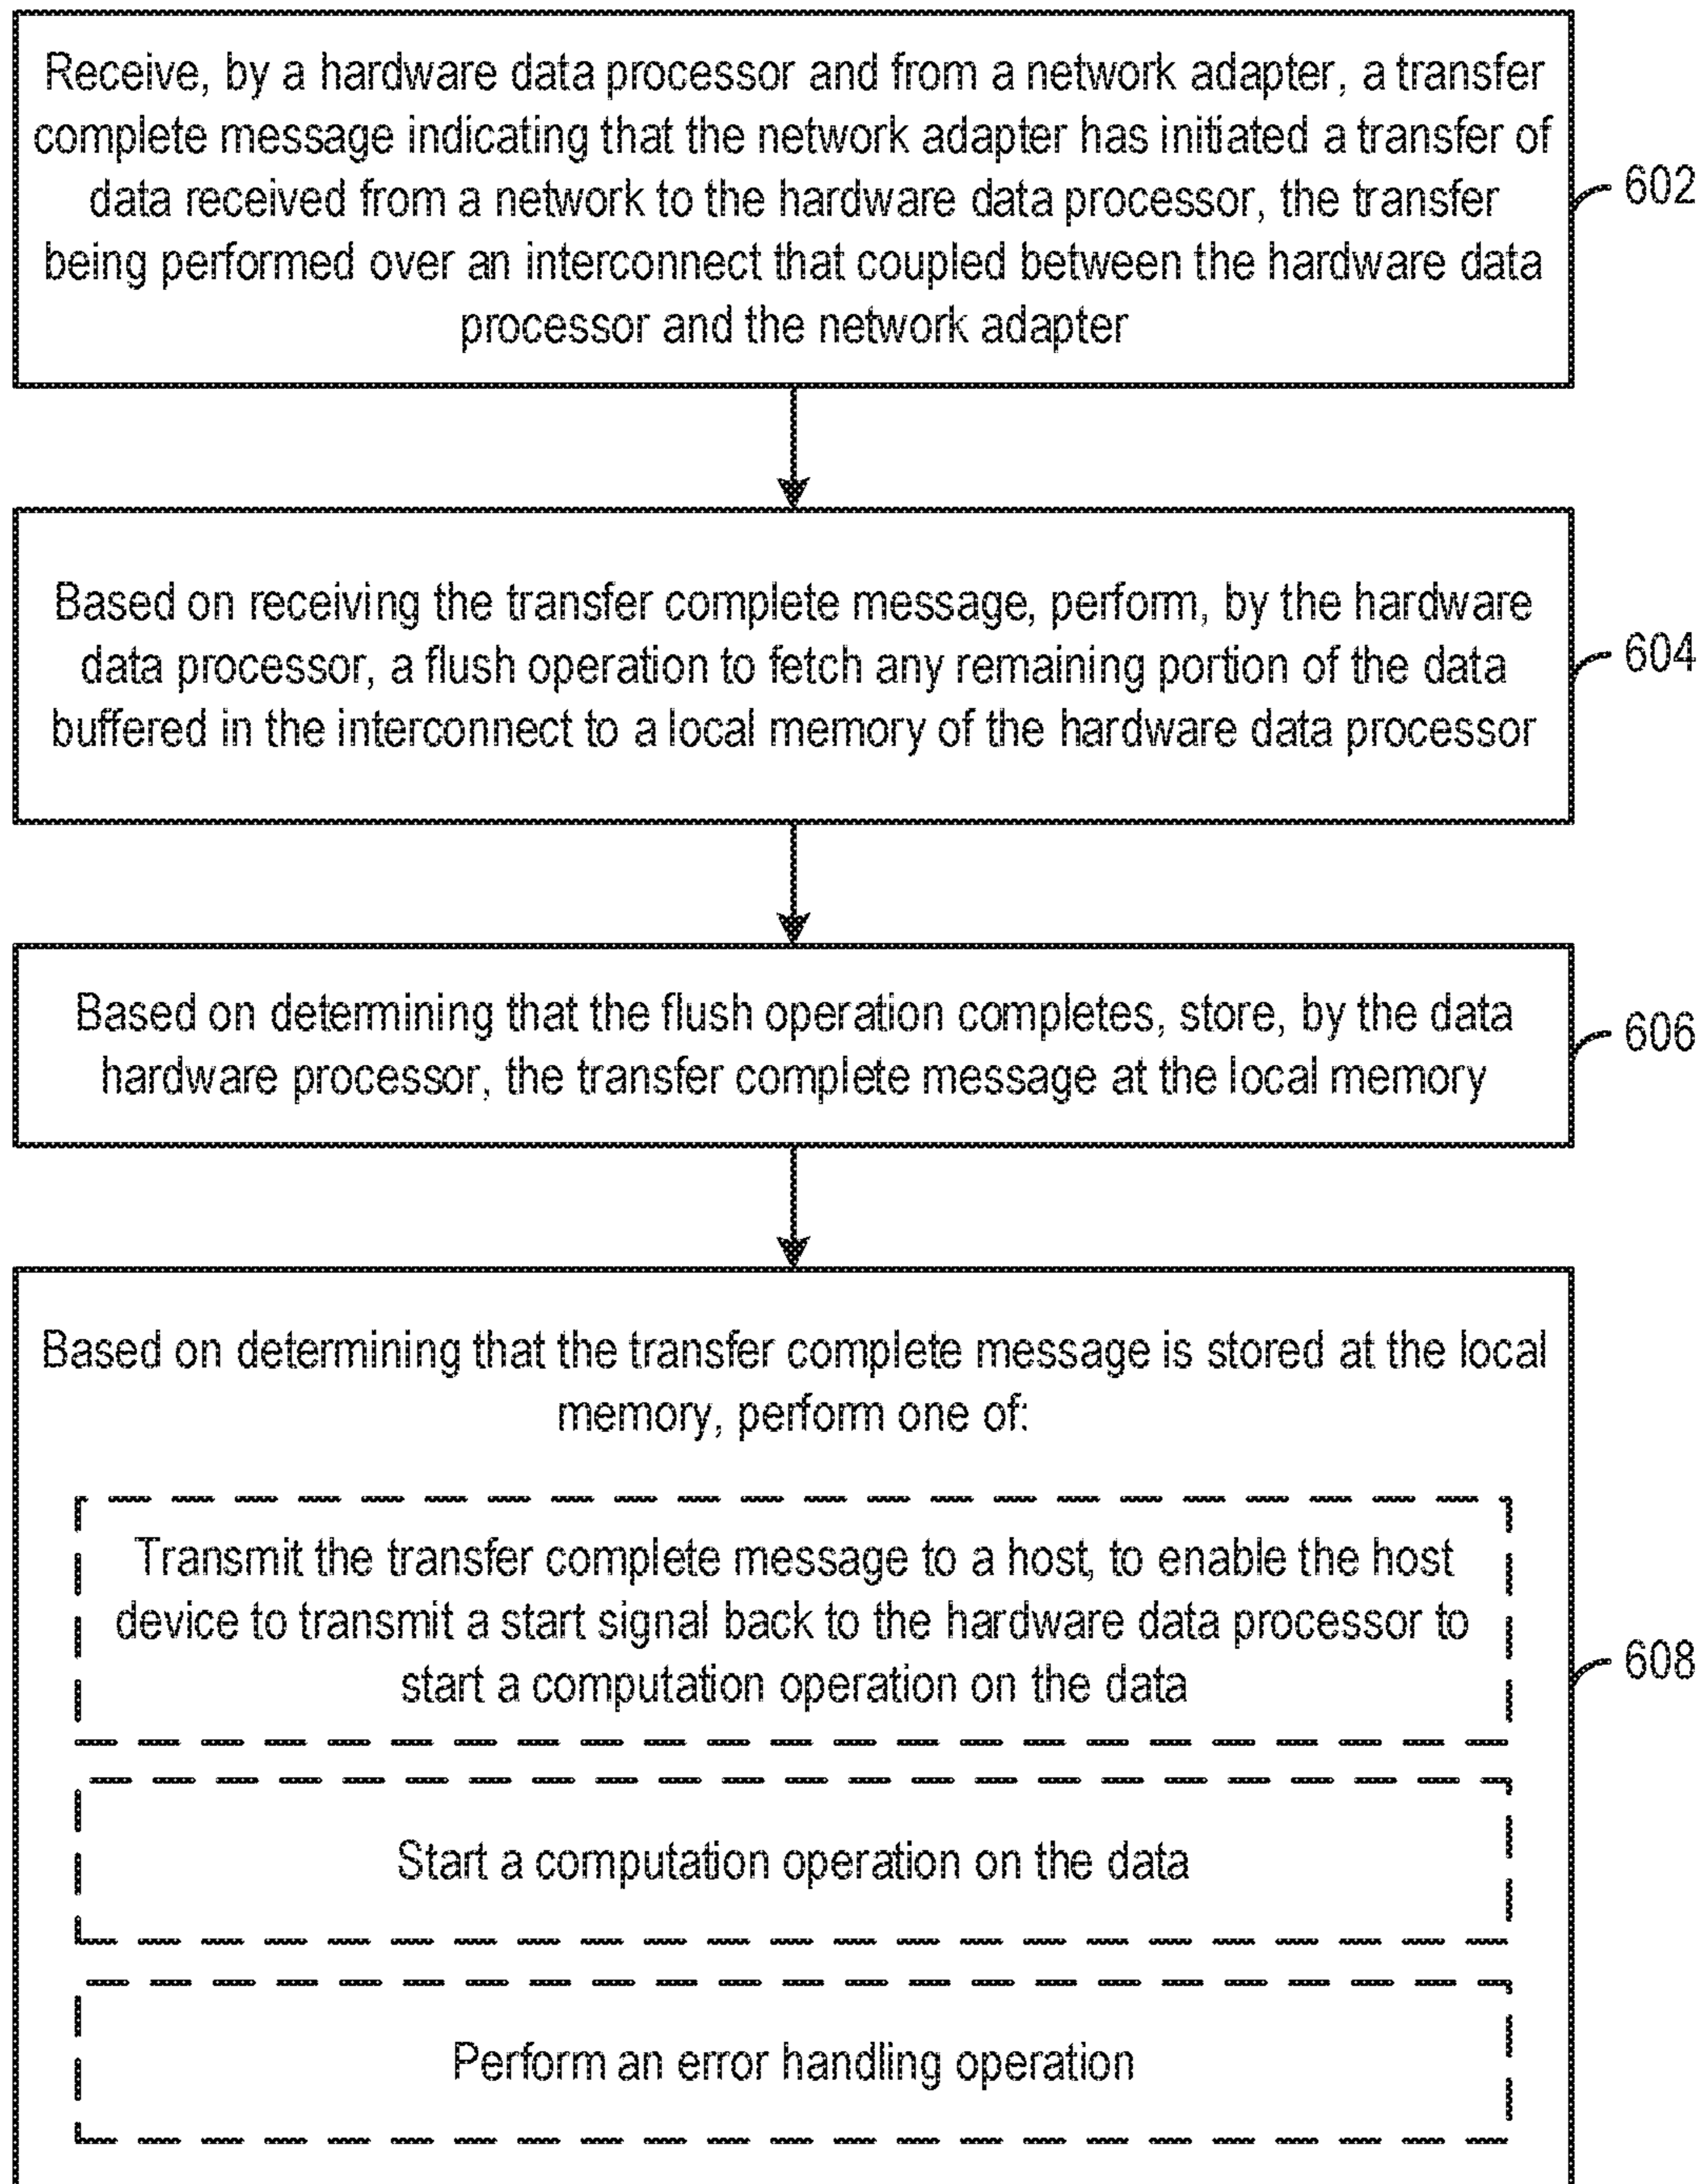 Receive, by a hardware data processor and from a network adapter, a transfer
complete message indicating that the network adapter has initiated a transfer of
data received from a network to the hardware data processor, the transfer
being performed over an interconnect that coupled between the hardware data
processor and the network adapter
602
Based on receiving the transfer complete message, perform, by the hardware
data processor, a flush operation to fetch any remaining portion of the data
buffered in the interconnect to a local memory of the hardware data processor
604
Based on determining that the flush operation completes, store, by the data
hardware processor, the transfer complete message at the local memory
606
Based on determining that the transfer complete message is stored at the local
memory, perform one of:
Transmit the transfer complete message to a host, to enable the host
device to transmit a start signal back to the hardware data processor to
start a computation operation on the data
608
Start a computation operation on the data
Perform an error handling operation